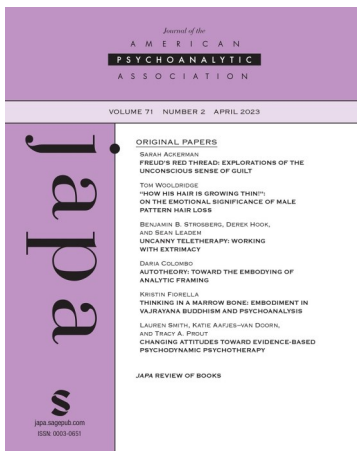 Journal of the
AMERICAN
PSYCHOANALYTIC
ASSOCIATION
VOLUME 71 NUMBER 2 APRIL 2023
japa
ORIGINAL PAPERS
SARAH ACKERMAN
FREUD'S RED THREAD: EXPLORATIONS OF THE
UNCONSCIOUS SENSE OF GUILT
TOM WOOLDRIDGE
"HOW HIS HAIR IS GROWING THIN!":
ON THE EMOTIONAL SIGNIFICANCE OF MALE
PATTERN HAIR LOSS
BENJAMIN B. STROSBERG, DEREK HOOK,
AND SEAN LEADEM
UNCANNY TELETHERAPY: WORKING
WITH EXTRIMACY
DARIA COLOMBO
AUTOTHEORY: TOWARD THE EMBODYING OF
ANALYTIC FRAMING
KRISTIN FIORELLA
THINKING IN A MARROW BONE: EMBODIMENT IN
VAJRAYANA BUDDHISM AND PSYCHOANALYSIS
LAUREN SMITH, KATIE AAFJES–VAN DOORN,
AND TRACY A. PROUT
CHANGING ATTITUDES TOWARD EVIDENCE-BASED
PSYCHODYNAMIC PSYCHOTHERAPY
JAPA REVIEW OF BOOKS
japa.sagepub.com
ISSN: 0003-0651